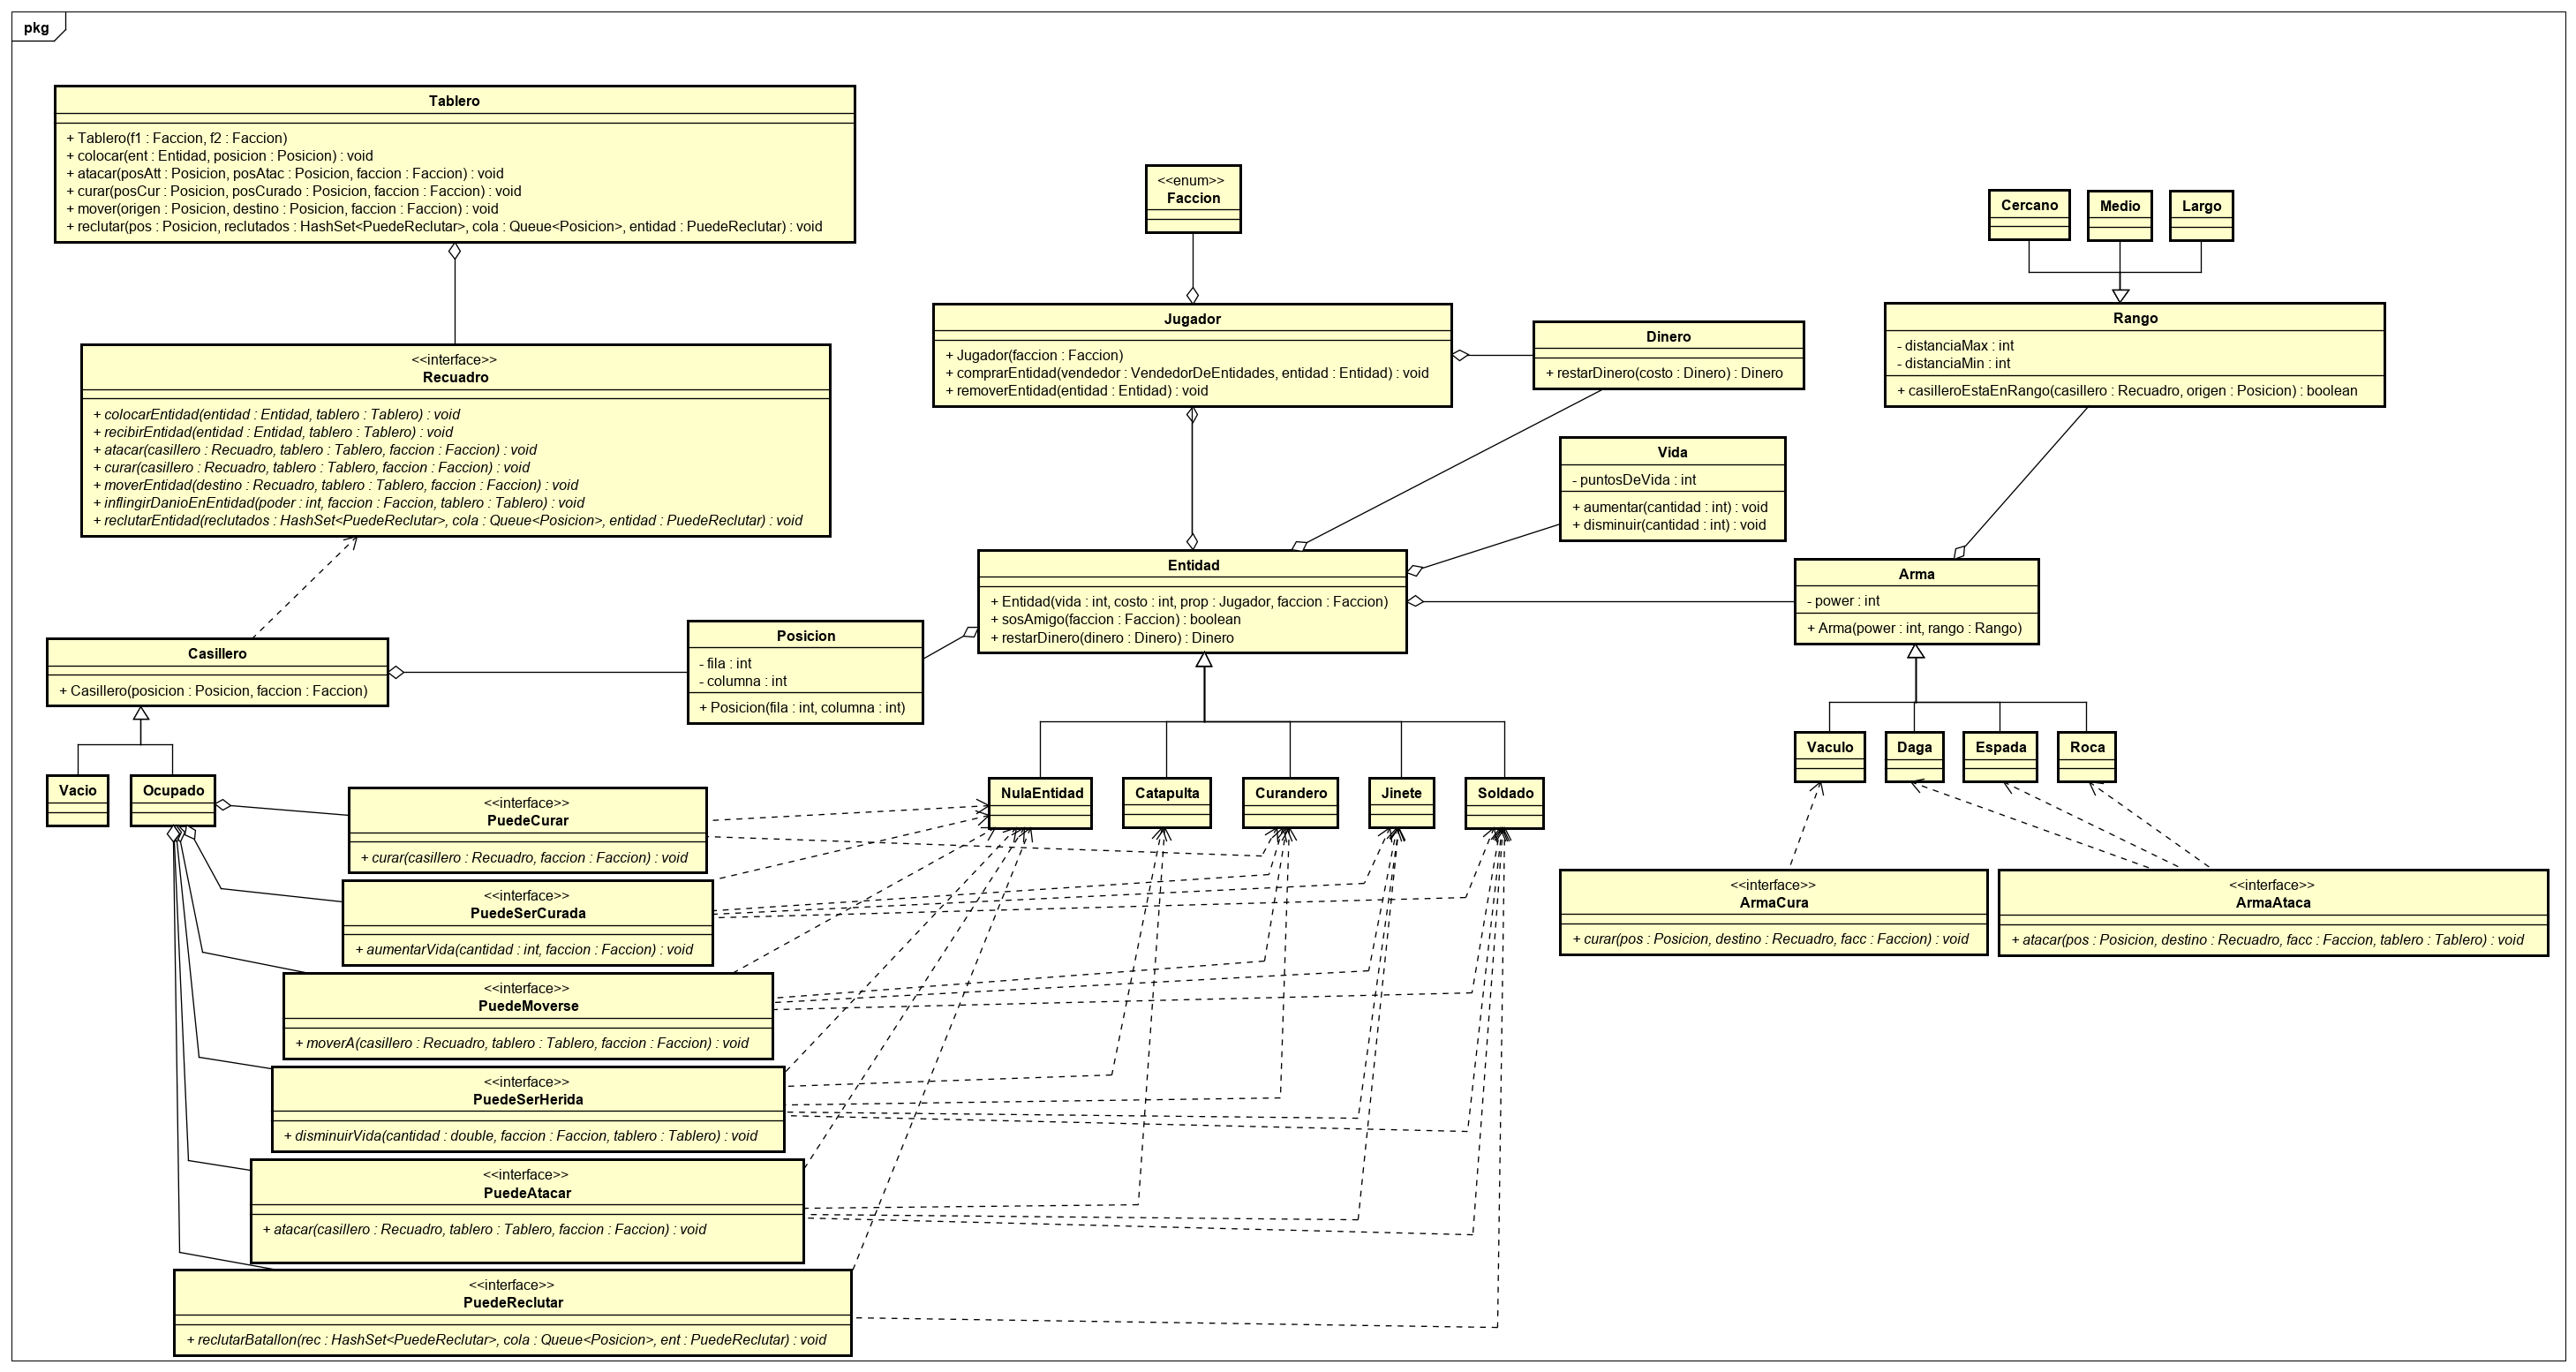 pkg
Tablero
+ Tablero(f1 : Faccion, f2 : Faccion)
+ colocar(ent : Entidad, posicion : Posicion) : void
+ atacar(posAtt : Posicion, posAtac : Posicion, faccion : Faccion) : void
+ curar(posCur : Posicion, posCurado : Posicion, faccion : Faccion) : void
+ mover(origen : Posicion, destino : Posicion, faccion : Faccion) : void
+ reclutar(pos : Posicion, reclutados : HashSet<PuedeReclutar>, cola : Queue<Posicion>, entidad : PuedeReclutar) : void
<<interface>>
Recuadro
+ colocarEntidad(entidad : Entidad, tablero : Tablero) : void
+ recibirEntidad(entidad : Entidad, tablero : Tablero) : void
+ atacar(casillero : Recuadro, tablero : Tablero, faccion : Faccion) : void
+ curar(casillero : Recuadro, tablero : Tablero, faccion : Faccion) : void
+ moverEntidad(destino : Recuadro, tablero : Tablero, faccion : Faccion) : void
+ inflingirDanioEnEntidad(poder : int, faccion : Faccion, tablero : Tablero) : void
+ reclutarEntidad(reclutados : HashSet<PuedeReclutar>, cola : Queue<Posicion>, entidad : PuedeReclutar) : void
<<enum>>
Faccion
Jugador
+ Jugador(faccion : Faccion)
+ comprarEntidad(vendedor : VendedorDeEntidades, entidad : Entidad) : void
+ removerEntidad(entidad : Entidad) : void
Dinero
+ restarDinero(costo : Dinero) : Dinero
Vida
- puntosDeVida : int
+ aumentar(cantidad : int) : void
+ disminuir(cantidad : int) : void
Cercano
Medio
Largo
Rango
- distanciaMax : int
- distanciaMin : int
+ casilleroEstaEnRango(casillero : Recuadro, origen : Posicion) : boolean
Entidad
+ Entidad(vida : int, costo : int, prop : Jugador, faccion : Faccion)
+ sosAmigo(faccion : Faccion) : boolean
+ restarDinero(dinero : Dinero) : Dinero
Arma
- power : int
+ Arma(power : int, rango : Rango)
Casillero
+ Casillero(posicion : Posicion, faccion : Faccion)
Posicion
- fila : int
- columna : int
+ Posicion(fila : int, columna : int)
Vacio
Ocupado
NulaEntidad
Catapulta
Curandero
Jinete
Soldado
Vaculo
Daga
Espada
Roca
<<interface>>
PuedeCurar
+ curar(casillero : Recuadro, faccion : Faccion) : void
<<interface>>
PuedeSerCurada
+ aumentarVida(cantidad : int, faccion : Faccion) : void
<<interface>>
PuedeMoverse
+ moverA(casillero : Recuadro, tablero : Tablero, faccion : Faccion) : void
<<interface>>
PuedeSerHerida
+ disminuirVida(cantidad : double, faccion : Faccion, tablero : Tablero) : void
<<interface>>
PuedeAtacar
+ atacar(casillero : Recuadro, tablero : Tablero, faccion : Faccion) : void
<<interface>>
PuedeReclutar
+ reclutarBatallon(rec : HashSet<PuedeReclutar>, cola : Queue<Posicion>, ent : PuedeReclutar) : void
<<interface>>
ArmaCura
+ curar(pos : Posicion, destino : Recuadro, facc : Faccion) : void
<<interface>>
ArmaAtaca
+ atacar(pos : Posicion, destino : Recuadro, facc : Faccion, tablero : Tablero) : void